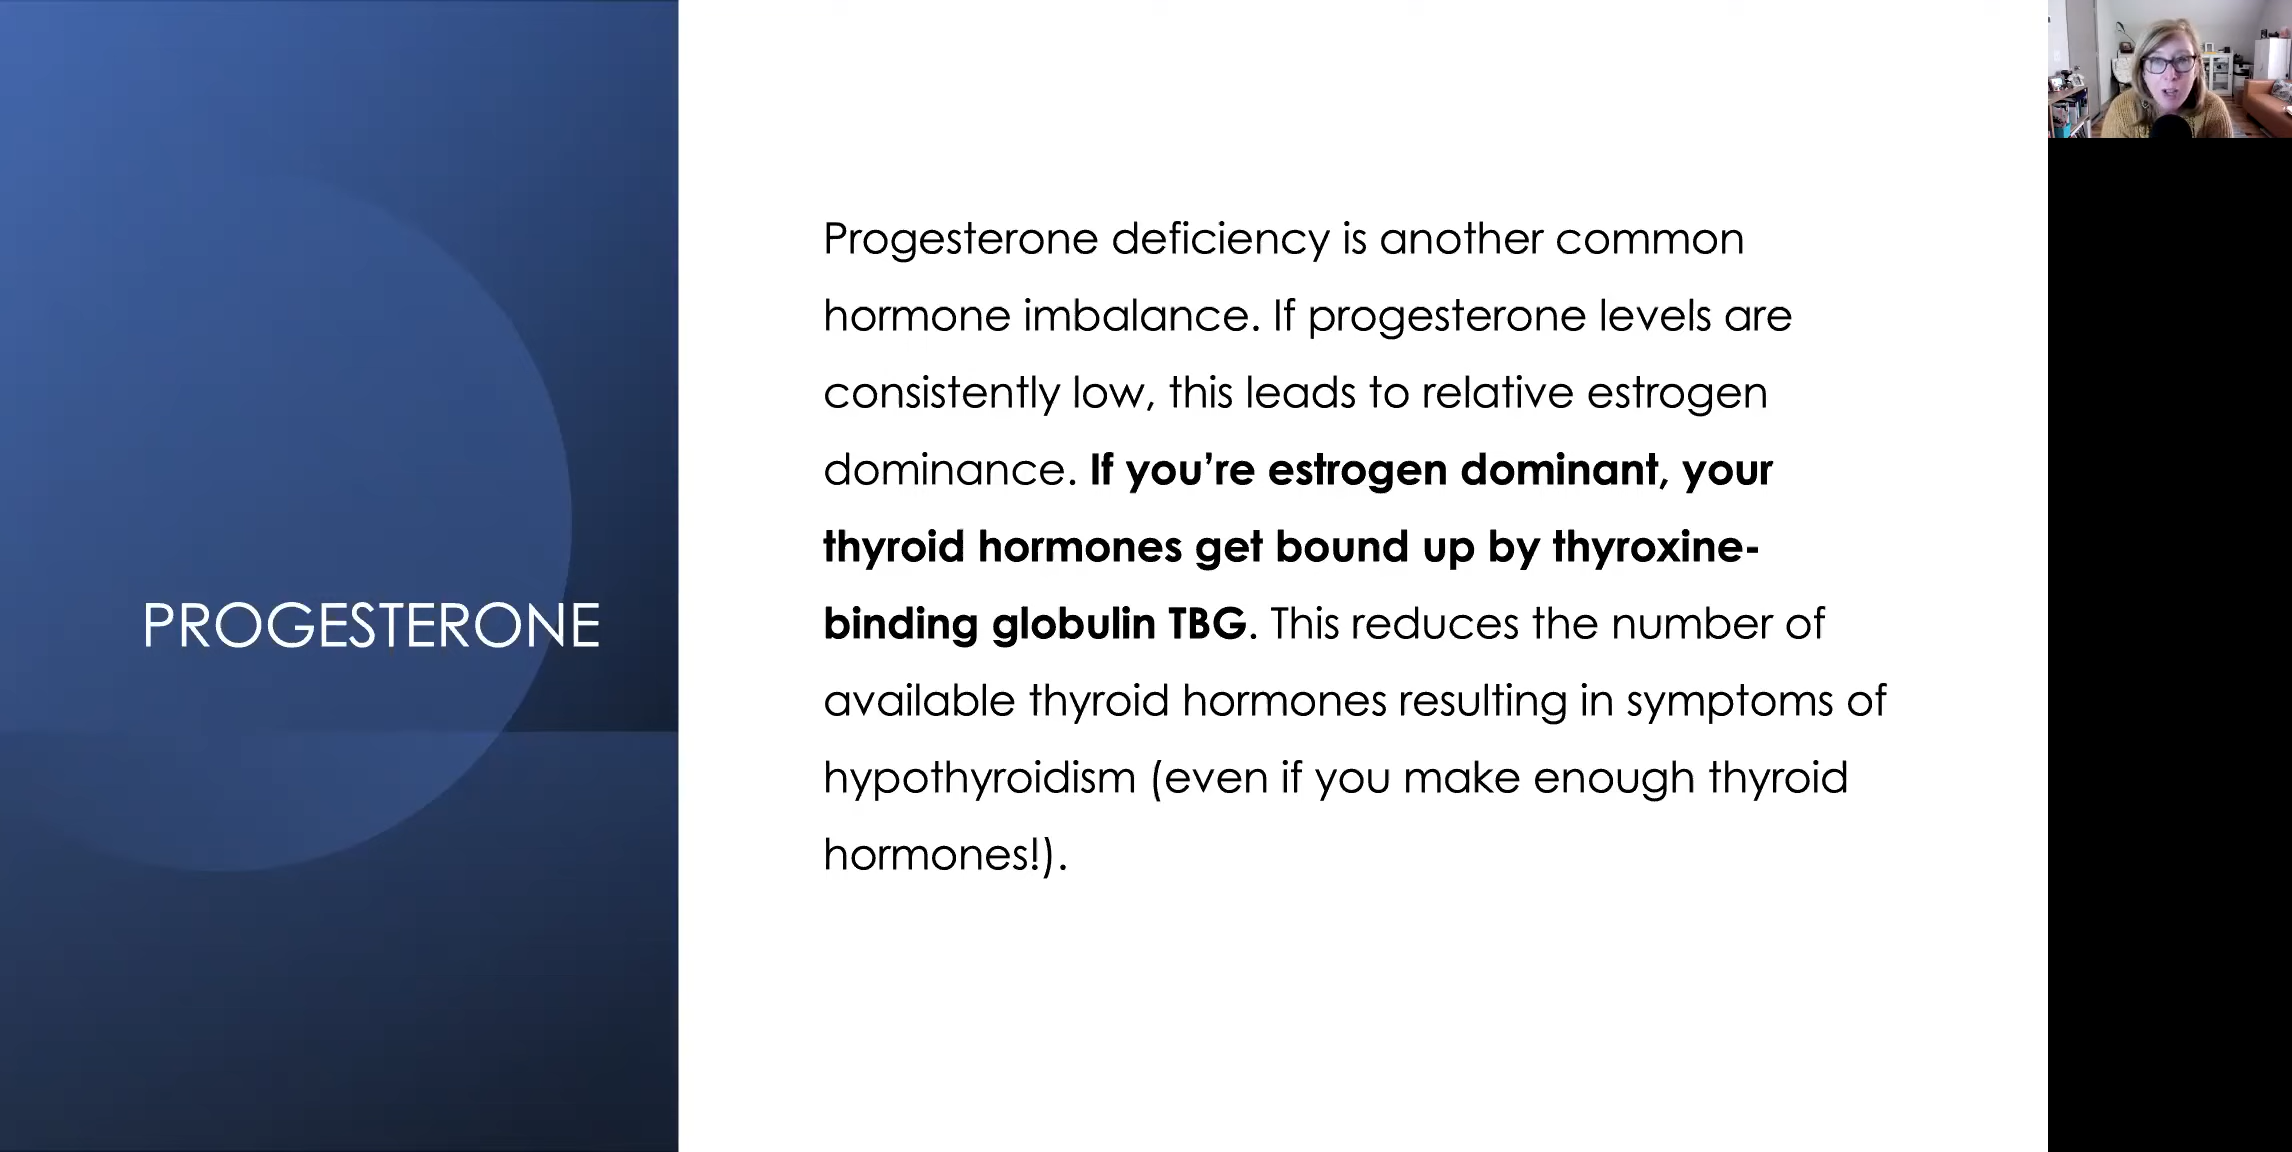 PROGESTERONE
Progesterone deficiency is another common
hormone imbalance. If progesterone levels are
consistently low, this leads to relative estrogen
dominance. If you’re estrogen dominant, your
thyroid hormones get bound up by thyroxine-
binding globulin TBG. This reduces the number of
available thyroid hormones resulting in symptoms of
hypothyroidism (even if you make enough thyroid
hormones!).